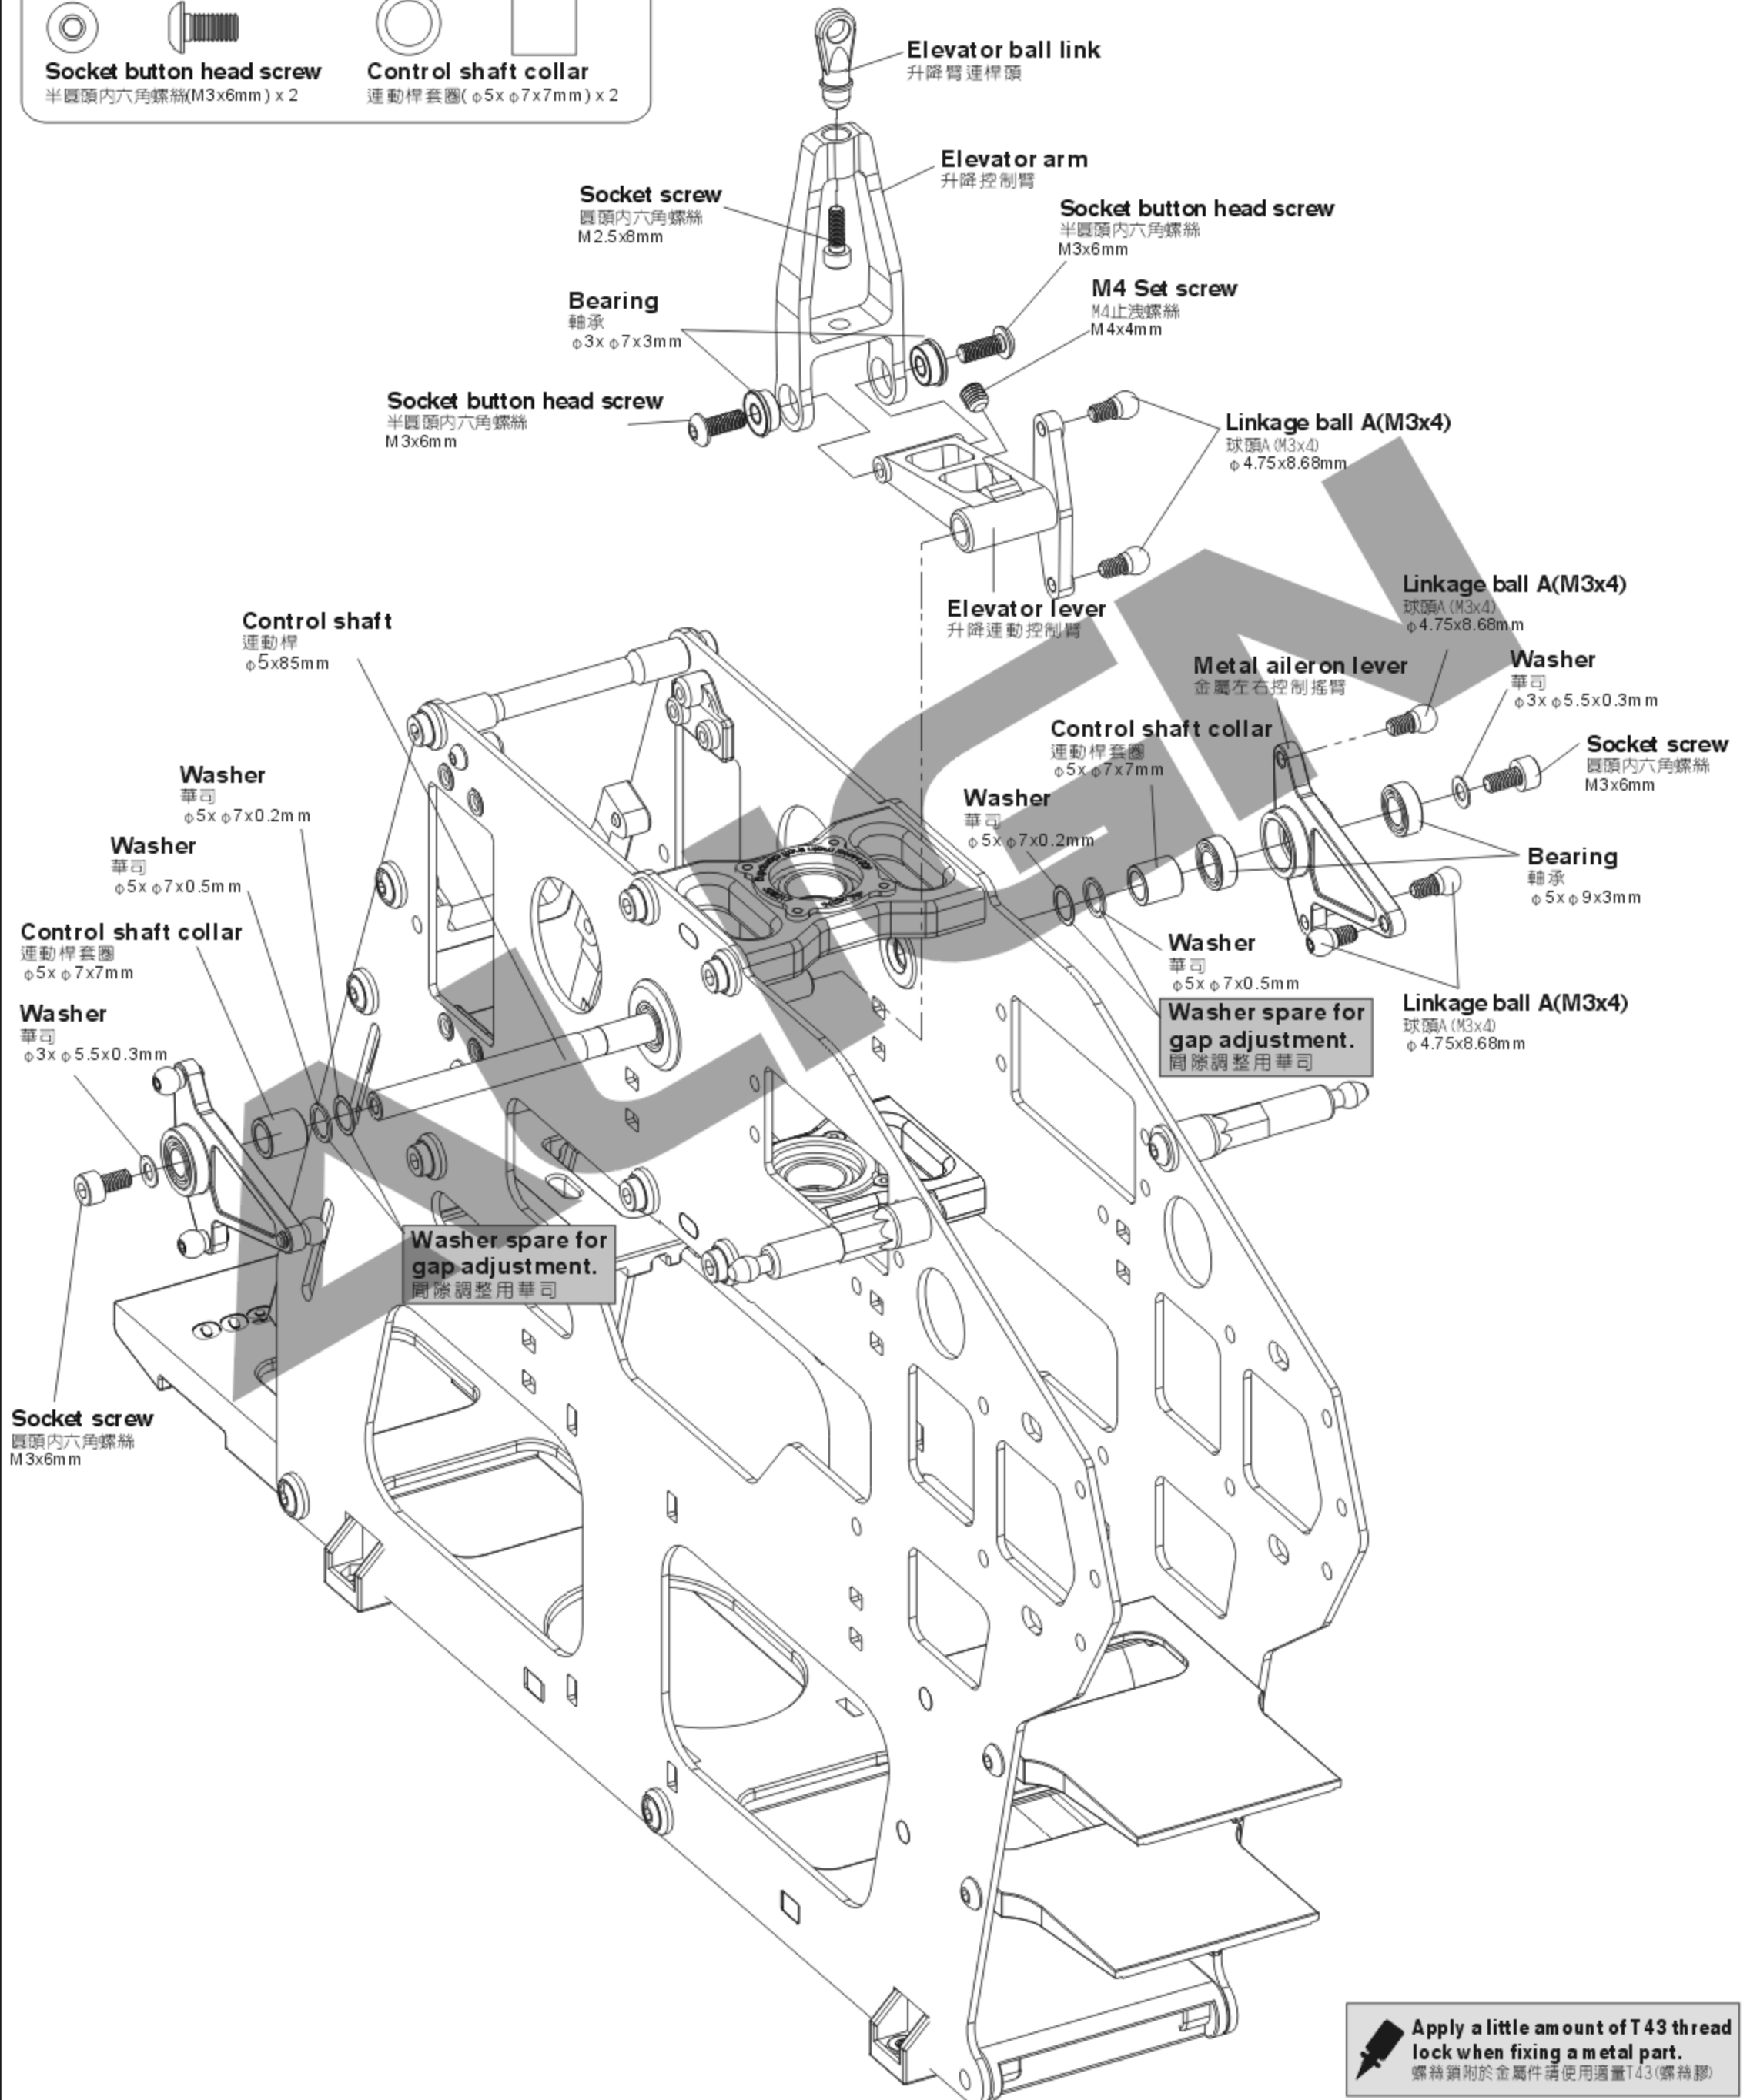 Socket button head screw
半圓頭內六角螺絲(M3x6mm) x 2
Control shaft collar
連動桿套圈(φ5xφ7x7mm) x 2
Elevator ball link
升降臂連桿頭
Elevator arm
升降控制臂
Socket screw
圓頭內六角螺絲
M2.5x8mm
Socket button head screw
半圓頭內六角螺絲
M3x6mm
M4 Set screw
M4止洩螺絲
M4x4mm
Bearing
軸承
φ3xφ7x3mm
Socket button head screw
半圓頭內六角螺絲
M3x6mm
Linkage ball A(M3x4)
球頭A(M3x4)
φ4.75x8.68mm
Elevator lever
升降連動控制臂
Linkage ball A(M3x4)
球頭A(M3x4)
φ4.75x8.68mm
Control shaft
連動桿
φ5x85mm
Metal aileron lever
金屬左右控制搖臂
Washer
華司
φ3xφ5.5x0.3mm
Control shaft collar
連動桿套圈
φ5xφ7x7mm
Socket screw
圓頭內六角螺絲
M3x6mm
Washer
華司
φ5xφ7x0.2mm
Washer
華司
φ5xφ7x0.2mm
Washer
華司
φ5xφ7x0.5mm
Bearing
軸承
φ5xφ9x3mm
Control shaft collar
連動桿套圈
φ5xφ7x7mm
Washer
華司
φ5xφ7x0.5mm
Washer
華司
φ3xφ5.5x0.3mm
Washer spare for
gap adjustment.
間隙調整用華司
Linkage ball A(M3x4)
球頭A(M3x4)
φ4.75x8.68mm
Washer spare for
gap adjustment.
間隙調整用華司
Socket screw
圓頭內六角螺絲
M3x6mm
ALIGN
Apply a little amount of T43 thread
lock when fixing a metal part.
螺絲鎖附於金屬件請使用適量T43(螺絲膠)